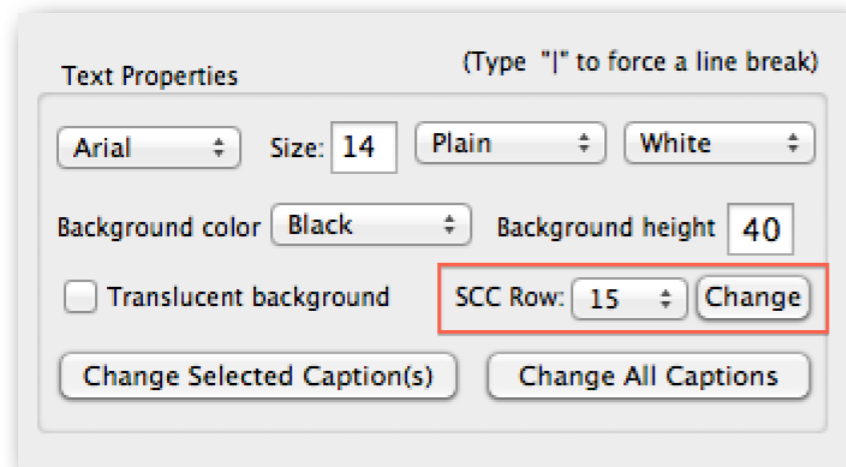 (Type "|" to force a line break)
Text Properties
Arial Size: 14 Plain White
Background color Black Background height 40
Translucent background SCC Row: 15 Change
Change Selected Caption(s) Change All Captions